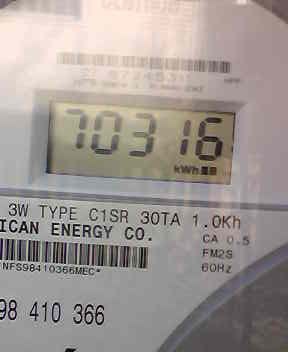 70316
kWh
3W TYPE C1SR 30TA 1.0Kh
ICAN ENERGY CO.
CA 0.5
FM2S
60Hz
*NFS98410366MEC*
98 410 366